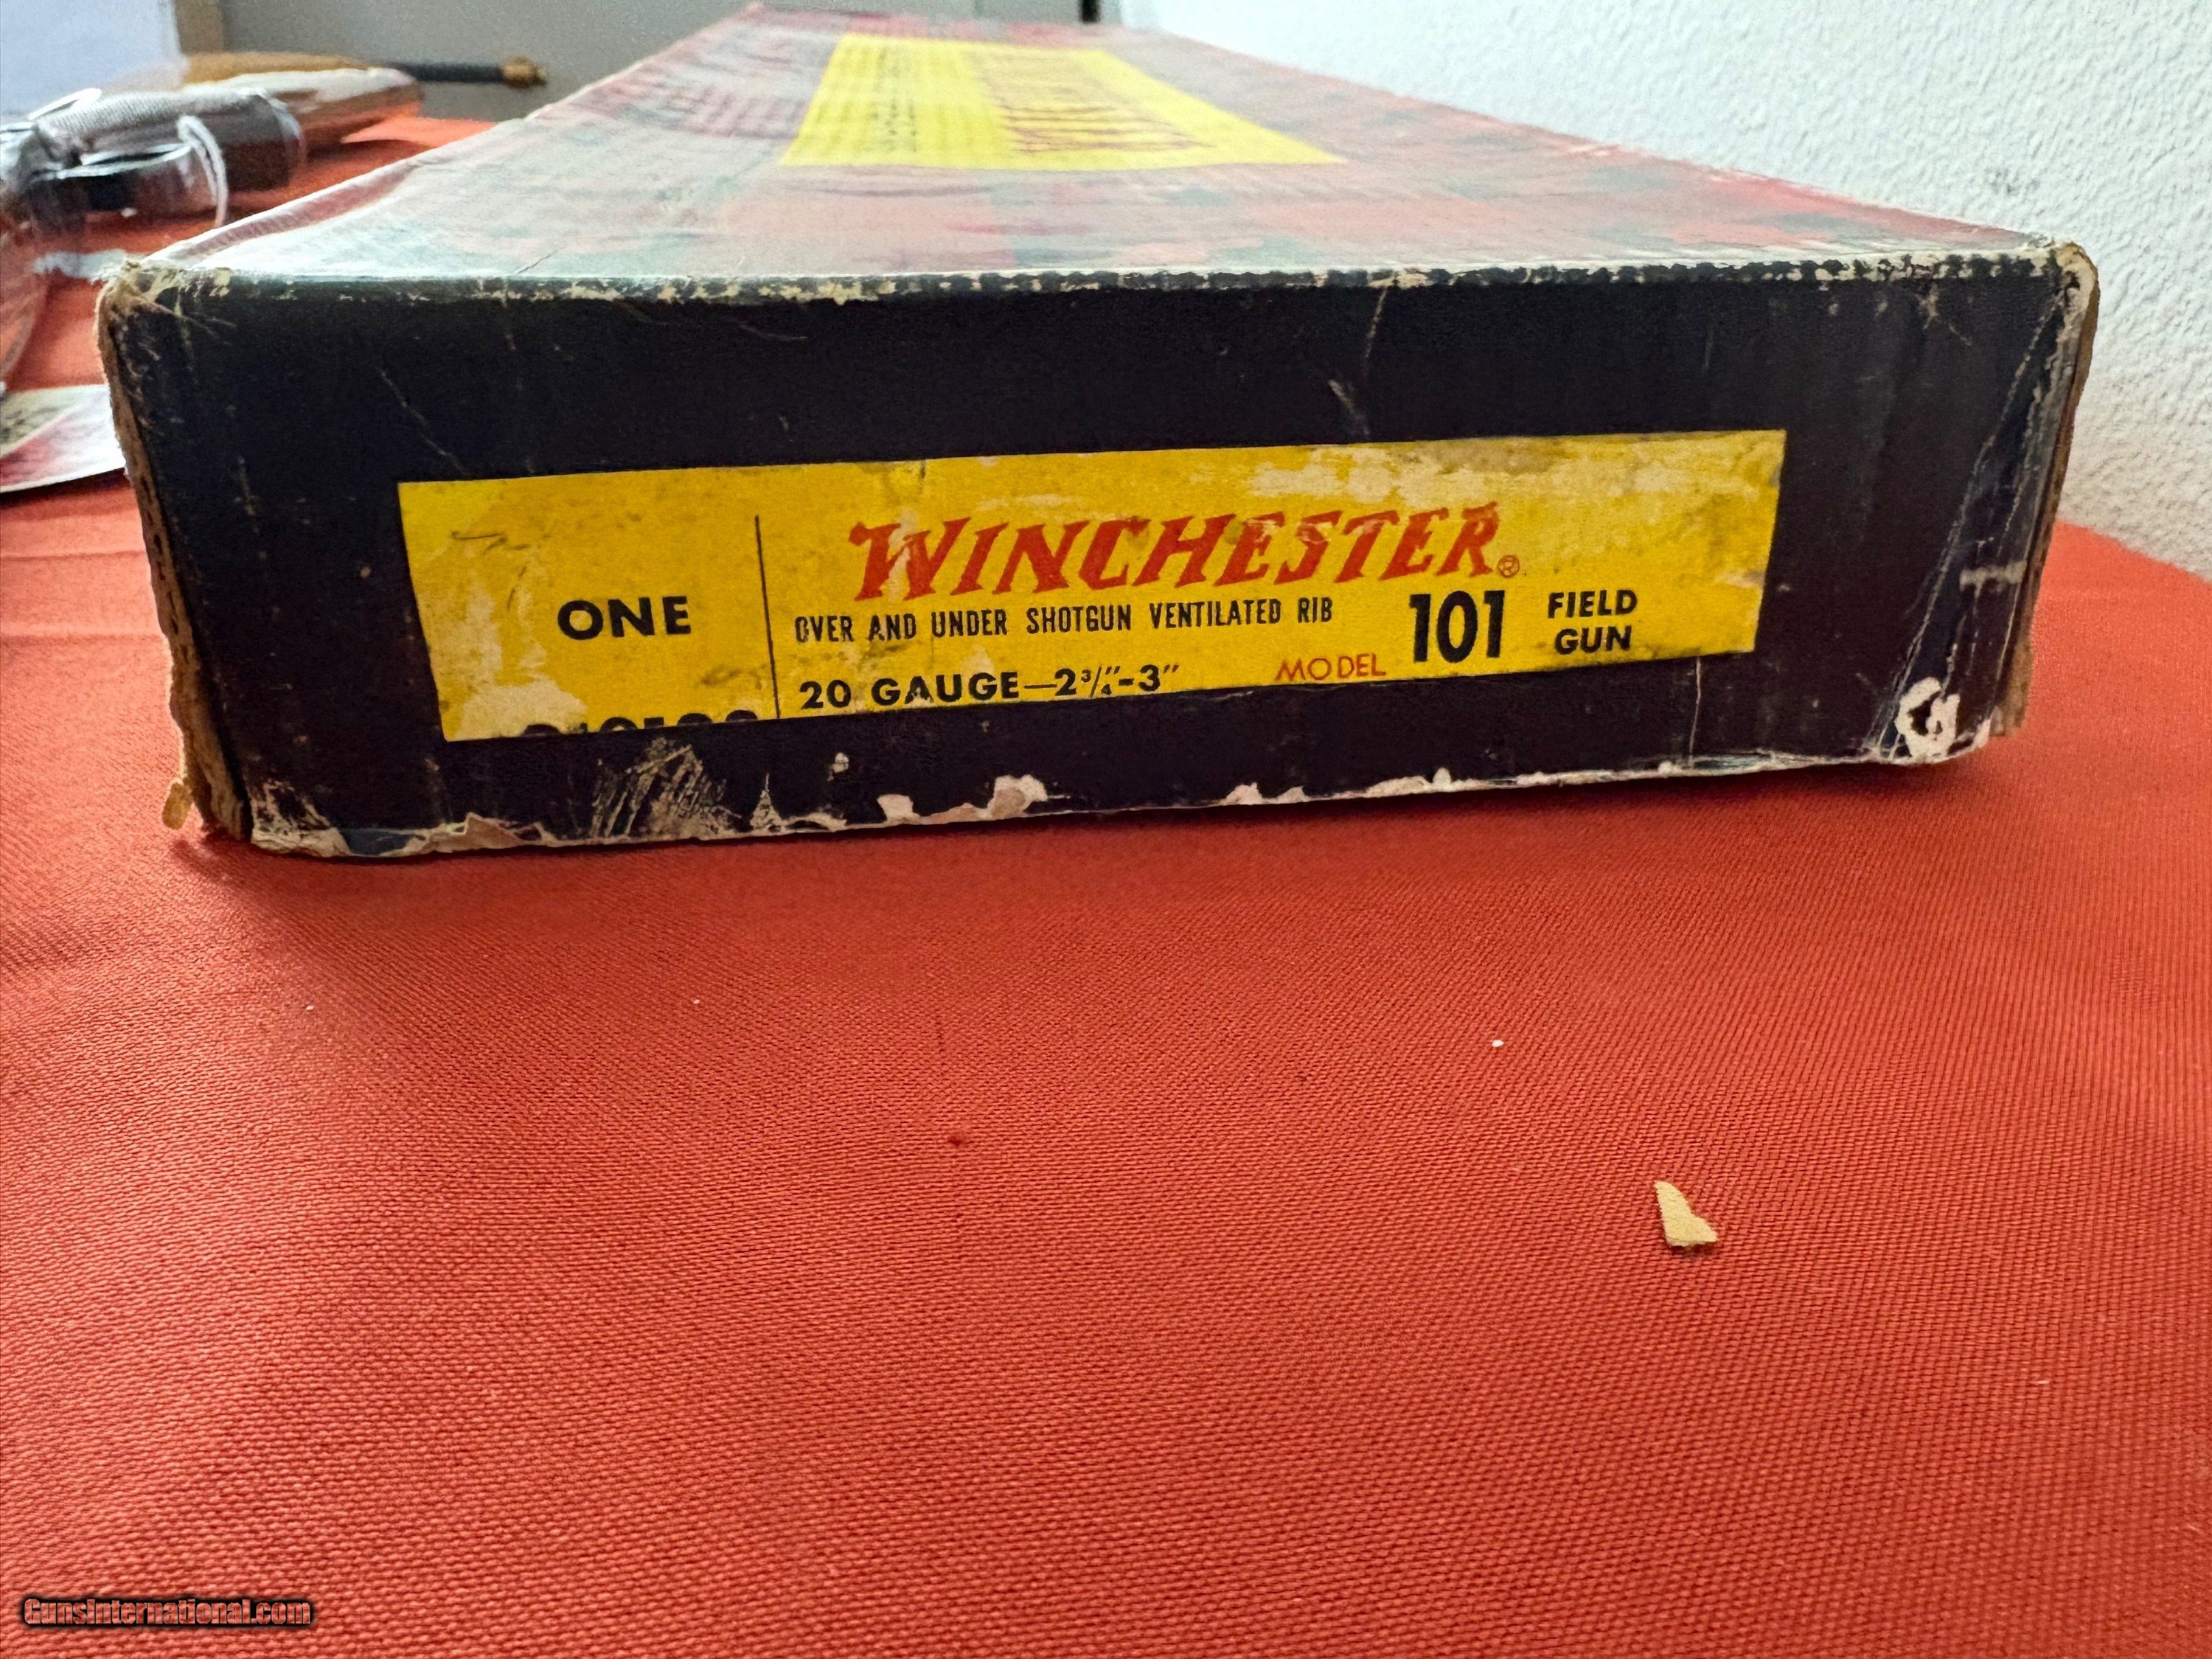 ONE
WINCHESTER®
OVER AND UNDER SHOTGUN VENTILATED RIB
20 GAUGE—2¾"-3"
MODEL 101 FIELD GUN
GunsInternational.com